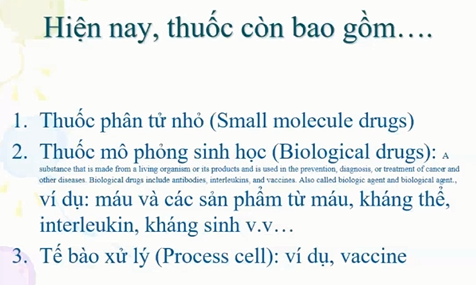 Hiện nay, thuốc còn bao gồm….
1. Thuốc phân tử nhỏ (Small molecule drugs)
2. Thuốc mô phỏng sinh học (Biological drugs): A
substance that is made from a living organism or its products and is used in the prevention, diagnosis, or treatment of cancer and
other diseases. Biological drugs include antibodies, interleukins, and vaccines. Also called biologic agent and biological agent.,
ví dụ: máu và các sản phẩm từ máu, kháng thể,
interleukin, kháng sinh v.v…
3. Tế bào xử lý (Process cell): ví dụ, vaccine